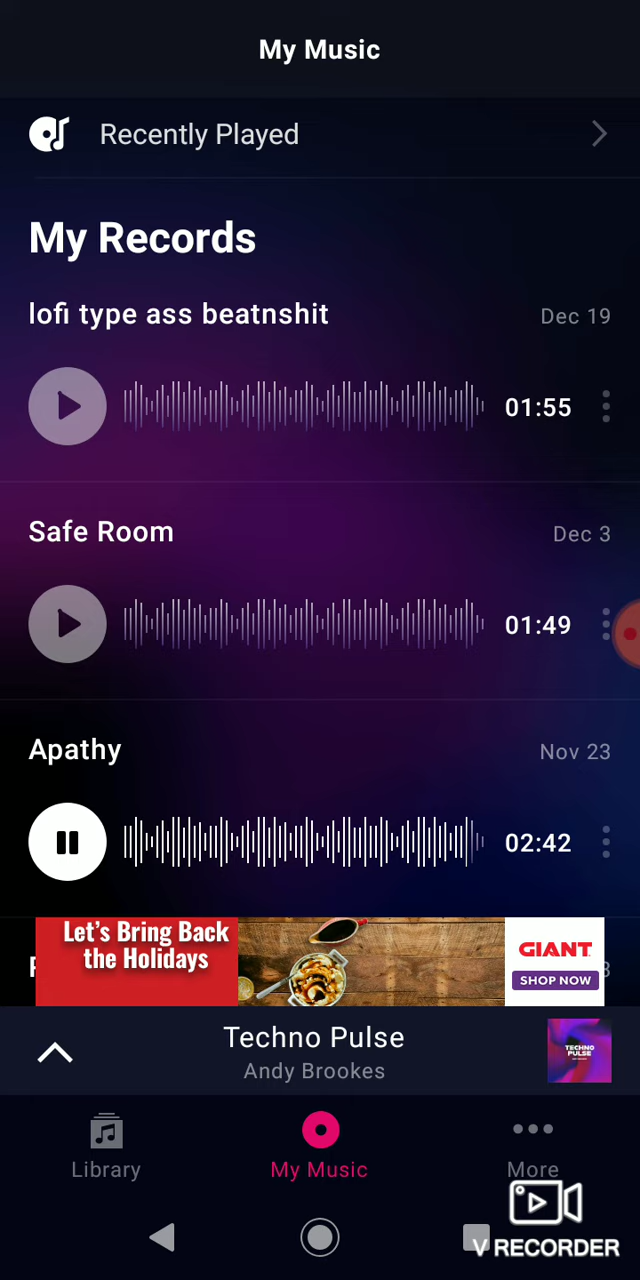 My Music
Recently Played
My Records
lofi type ass beatnshit
Dec 19
01:55
Safe Room
Dec 3
01:49
Apathy
Nov 23
02:42
Let's Bring Back
the Holidays
GIANT
SHOP NOW
Techno Pulse
Andy Brookes
TECHNO
PULSE
Library
My Music
More
V RECORDER